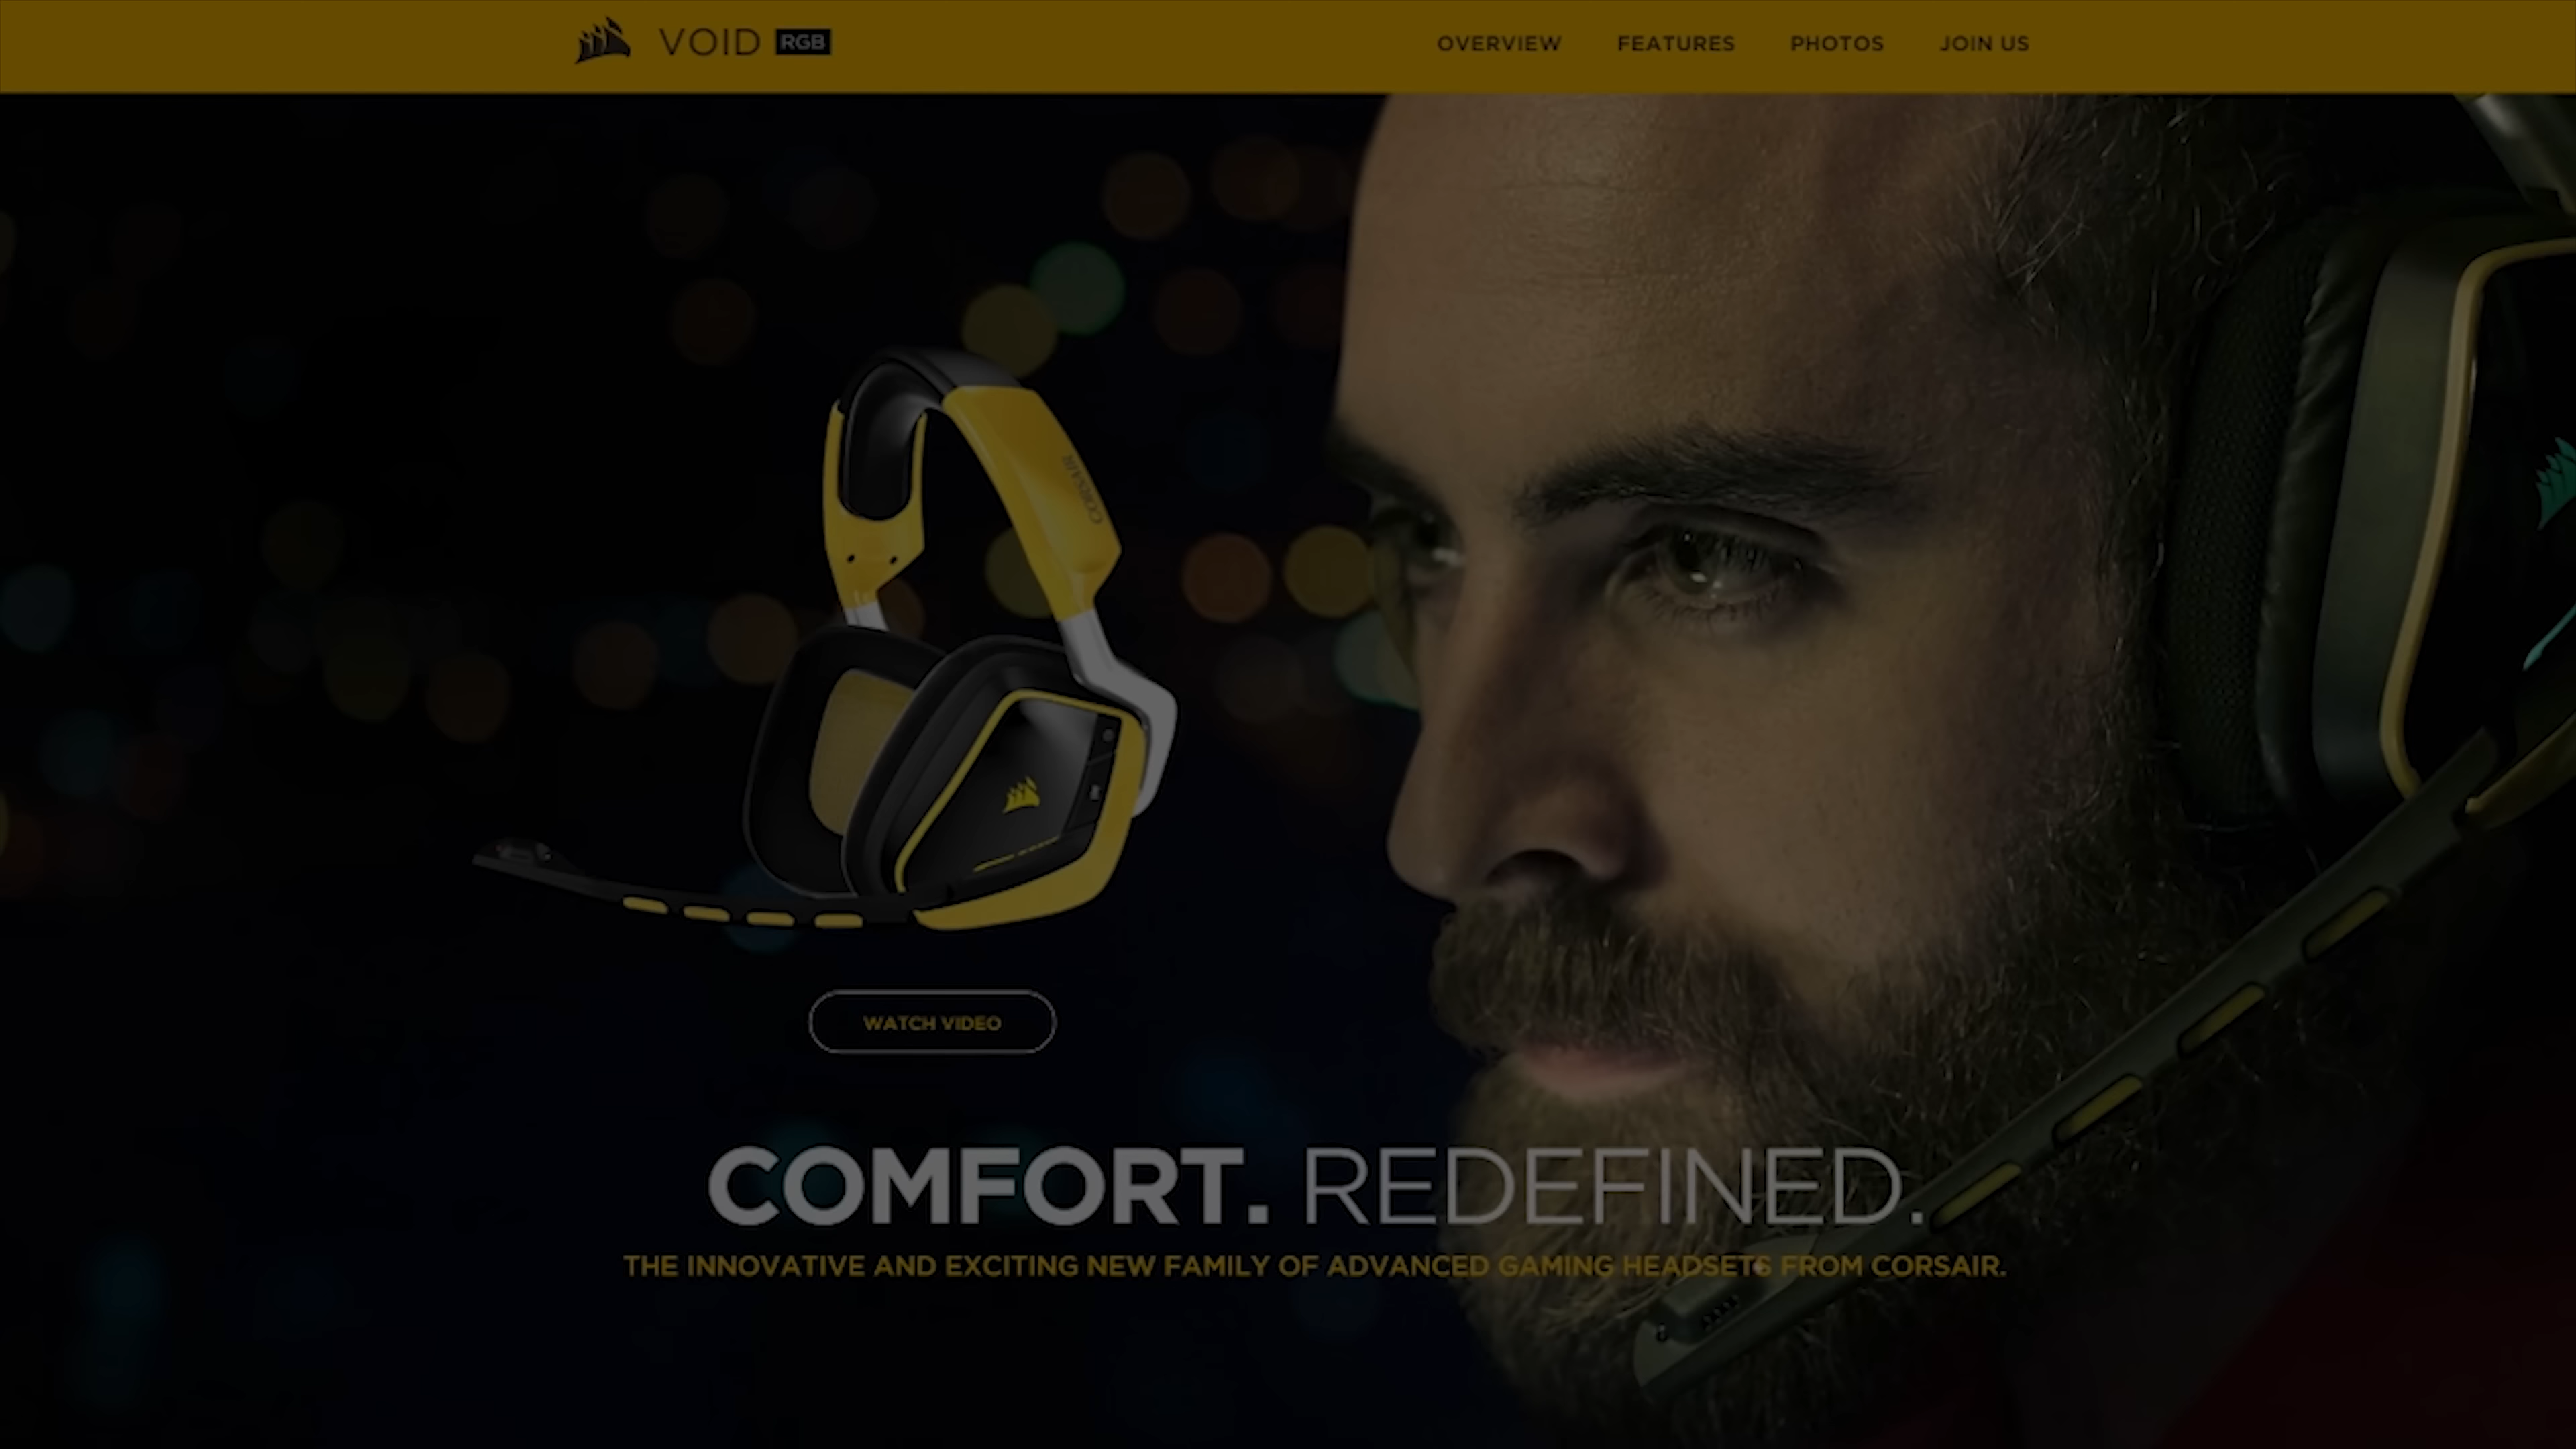 VOID RGB
OVERVIEW FEATURES PHOTOS JOIN US
CORSAIR
WATCH VIDEO
COMFORT. REDEFINED.
THE INNOVATIVE AND EXCITING NEW FAMILY OF ADVANCED GAMING HEADSETS FROM CORSAIR.